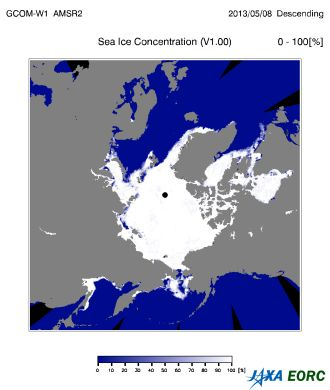 GCOM-W1 AMSR2 2013/05/08 Descending
Sea Ice Concentration (V1.00) 0 - 100[%]
0 10 20 30 40 50 60 70 80 90 100 [%]
JAXA EORC